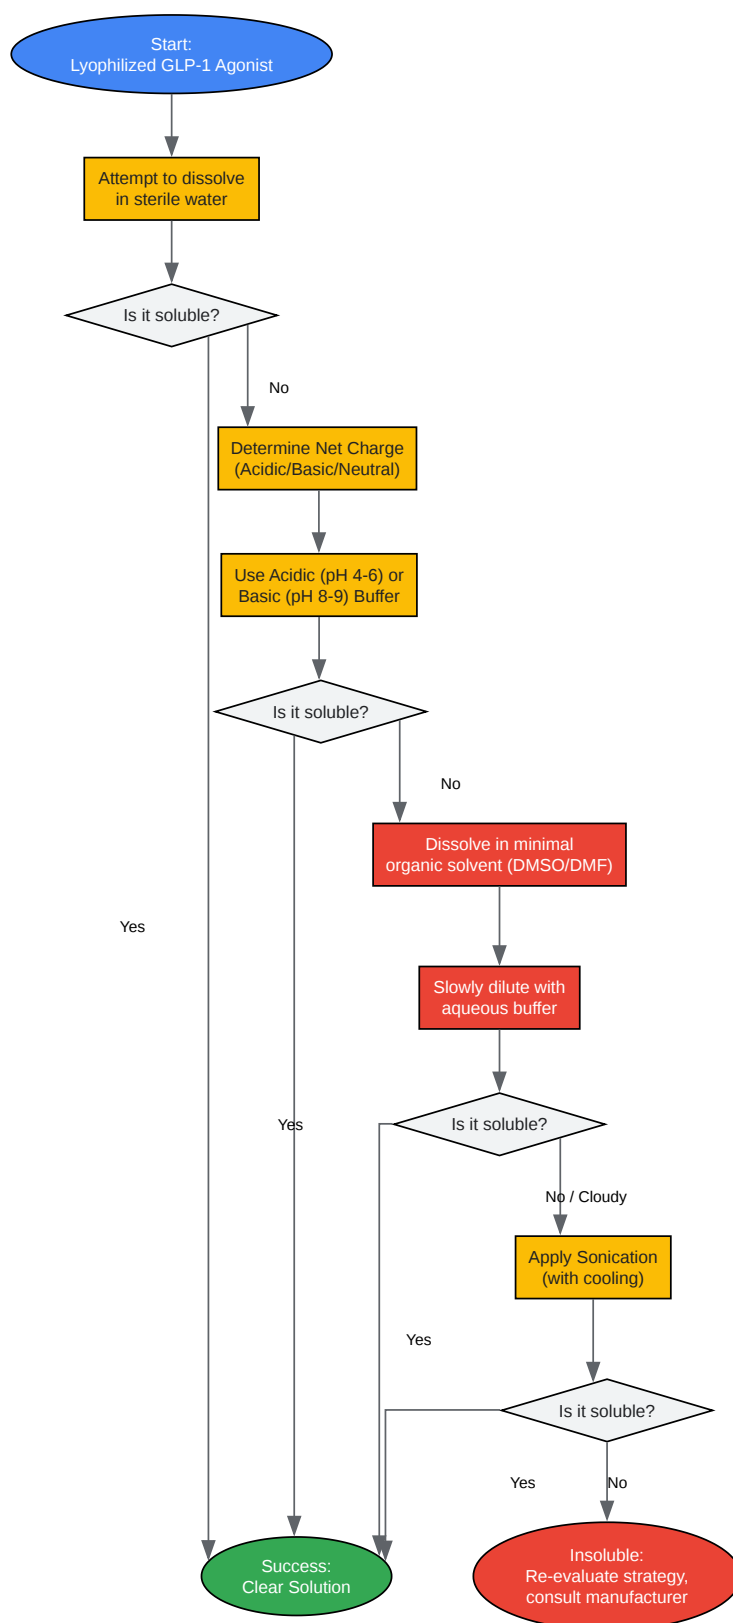 Start:
Lyophilized GLP-1 Agonist
Attempt to dissolve
in sterile water
Is it soluble?
No
Determine Net Charge
(Acidic/Basic/Neutral)
Use Acidic (pH 4-6) or
Basic (pH 8-9) Buffer
Is it soluble?
No
Dissolve in minimal
organic solvent (DMSO/DMF)
Yes
Slowly dilute with
aqueous buffer
Is it soluble?
Yes
No / Cloudy
Apply Sonication
(with cooling)
Yes
Is it soluble?
Yes
No
Success:
Clear Solution
Insoluble:
Re-evaluate strategy,
consult manufacturer